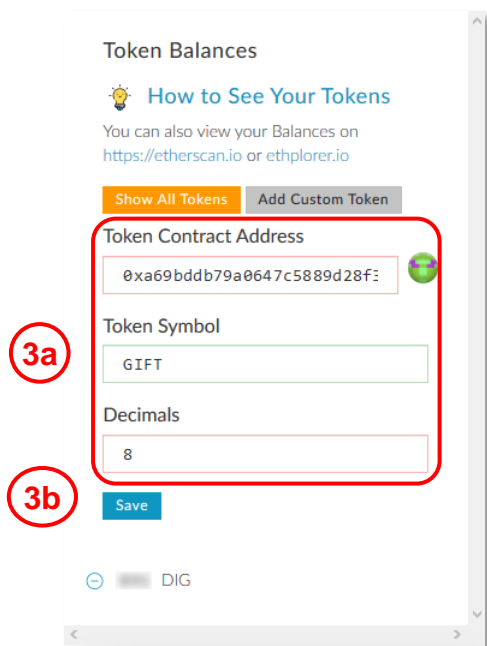 Token Balances
How to See Your Tokens
You can also view your Balances on
https://etherscan.io or ethplorer.io
Show All Tokens Add Custom Token
Token Contract Address
0xa69bddb79a0647c5889d28f
3a
Token Symbol
GIFT
Decimals
8
3b
Save
DIG